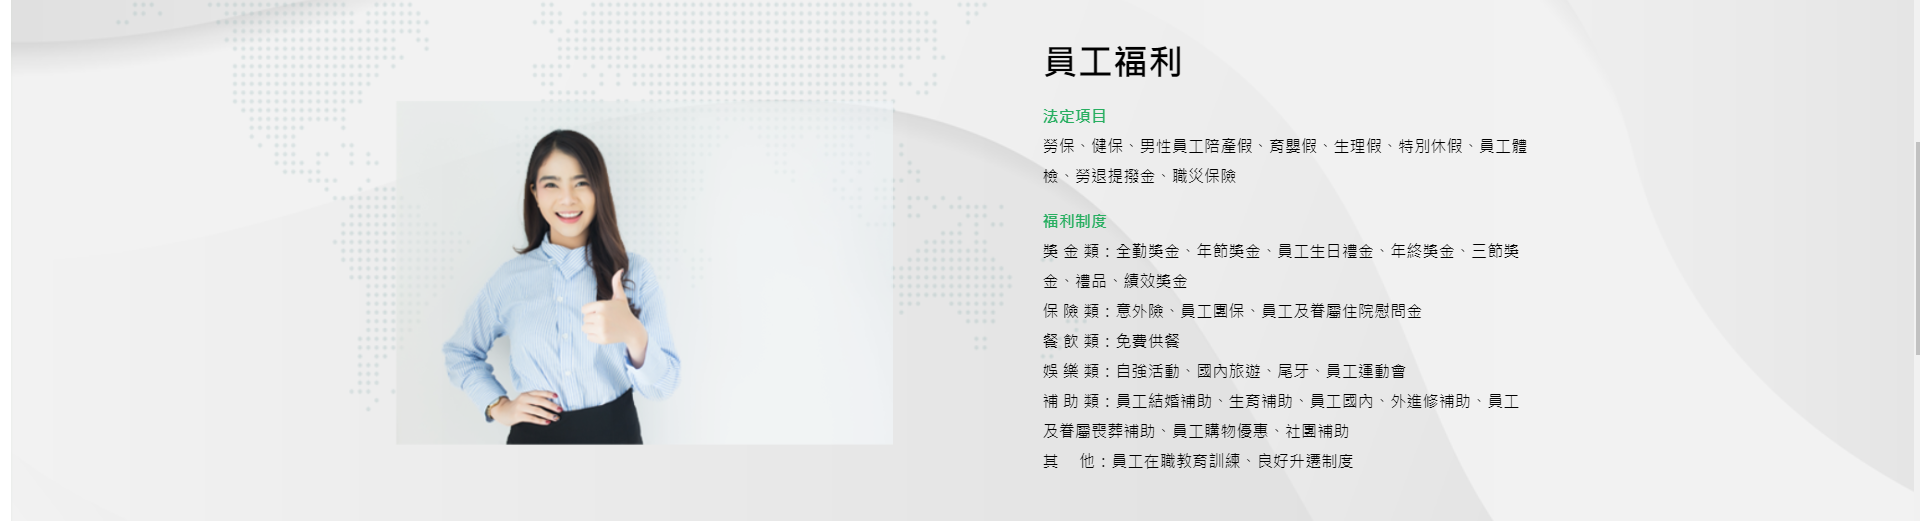 員工福利
法定項目
勞保、健保、男性員工陪產假、育嬰假、生理假、特別休假、員工體
檢、勞退提撥金、職災保險
福利制度
獎 金 類：全勤獎金、年節獎金、員工生日禮金、年終獎金、三節獎
金、禮品、績效獎金
保 險 類：意外險、員工團保、員工及眷屬住院慰問金
餐 飲 類：免費供餐
娛 樂 類：自強活動、國內旅遊、尾牙、員工運動會
補 助 類：員工結婚補助、生育補助、員工國內、外進修補助、員工
及眷屬喪葬補助、員工購物優惠、社團補助
其　 他：員工在職教育訓練、良好升遷制度